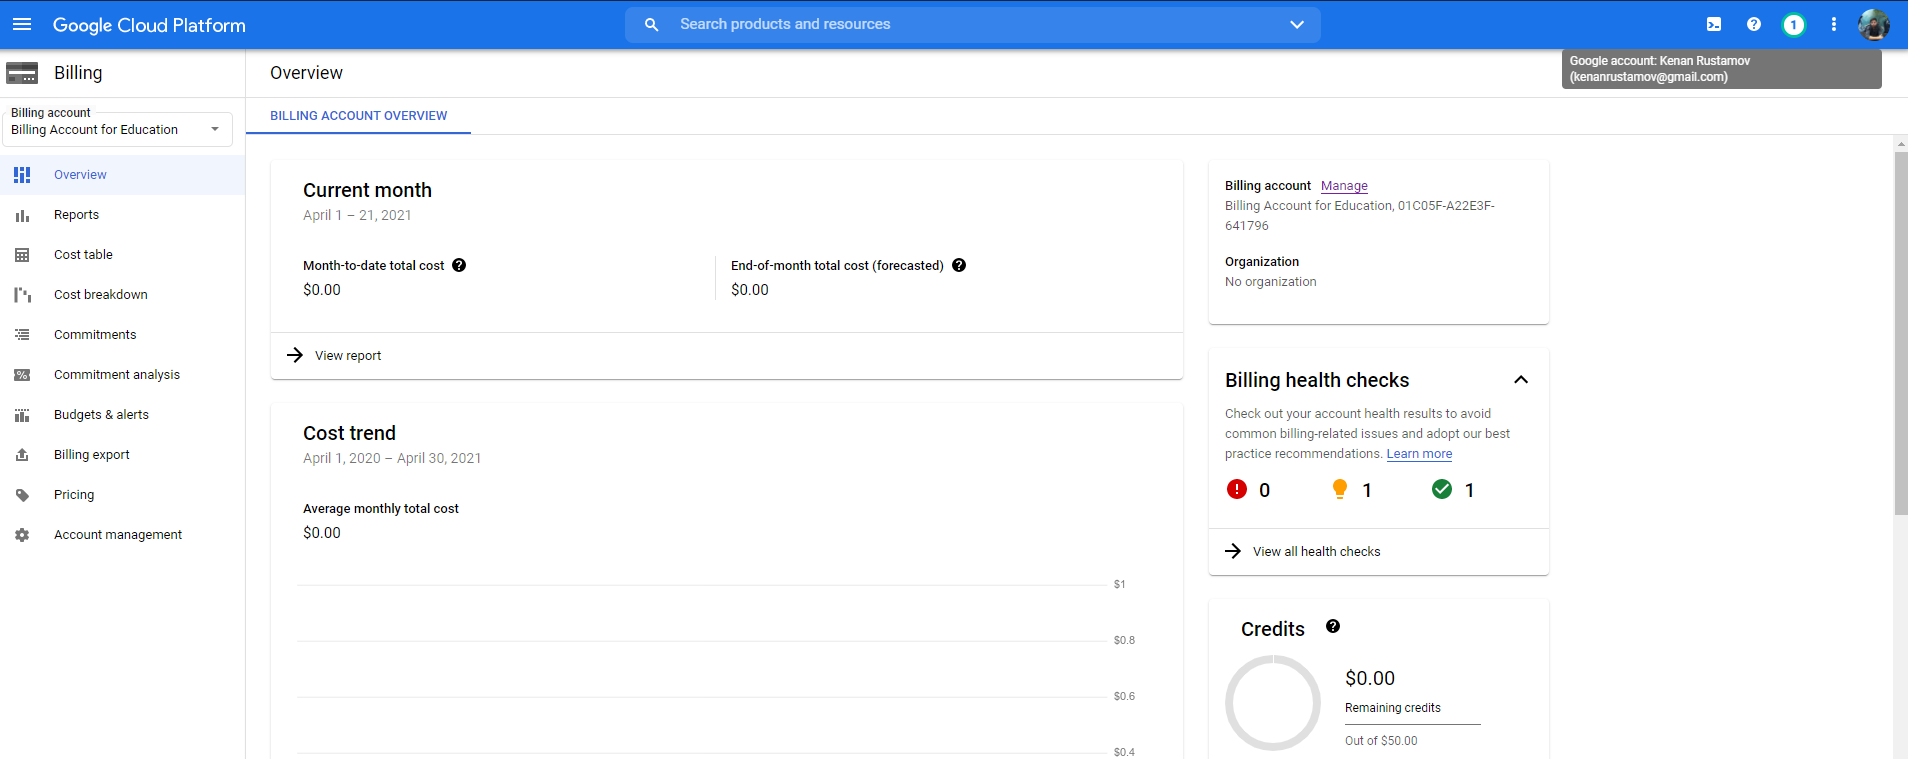 Google Cloud Platform
Search products and resources
1
Google account: Kenan Rustamov
(kenanrustamov@gmail.com)
Billing
Overview
Billing account
Billing Account for Education
BILLING ACCOUNT OVERVIEW
Overview
Reports
Cost table
Cost breakdown
Commitments
Commitment analysis
Budgets & alerts
Billing export
Pricing
Account management
Current month
April 1 – 21, 2021
Month-to-date total cost
$0.00
End-of-month total cost (forecasted)
$0.00
View report
Cost trend
April 1, 2020 – April 30, 2021
Average monthly total cost
$0.00
$1
$0.8
$0.6
$0.4
Billing account Manage
Billing Account for Education, 01C05F-A22E3F-
641796
Organization
No organization
Billing health checks
Check out your account health results to avoid
common billing-related issues and adopt our best
practice recommendations. Learn more
0 1 1
View all health checks
Credits
$0.00
Remaining credits
Out of $50.00